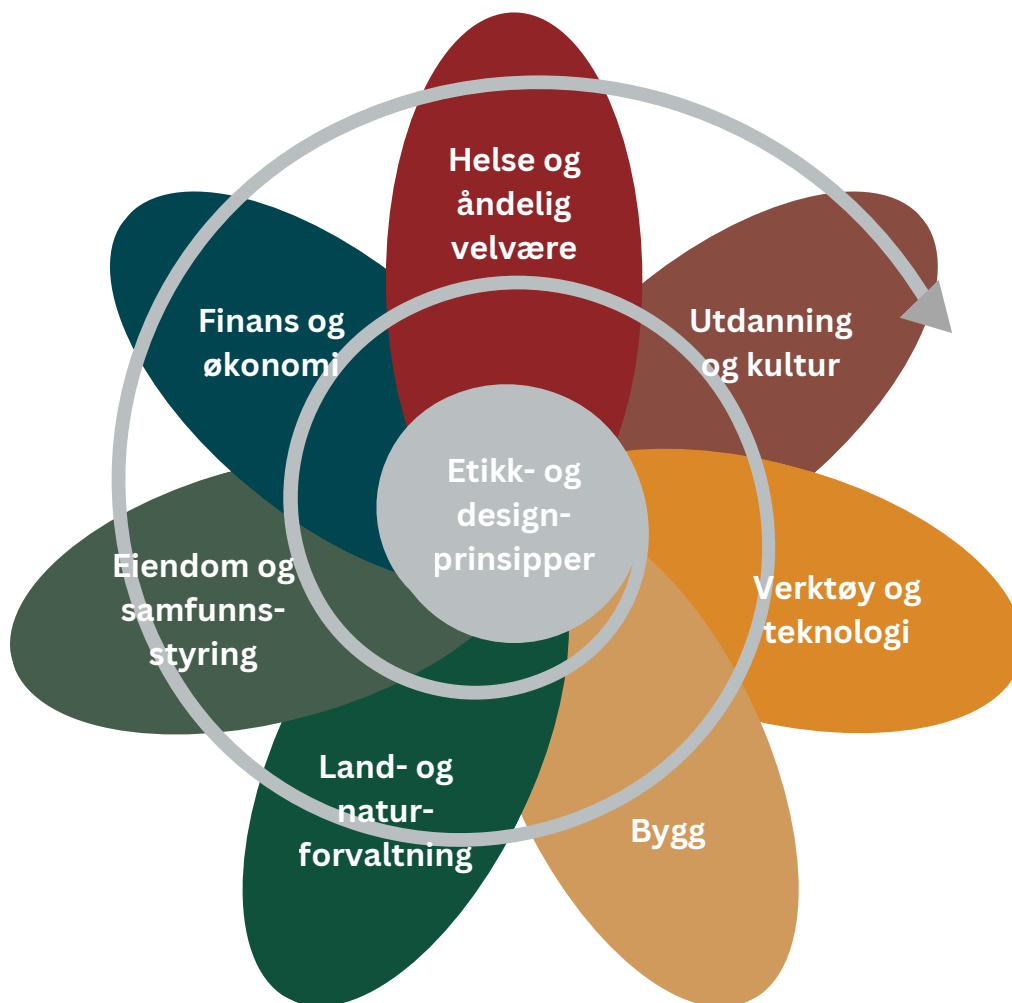 Helse og
åndelig
velvære
Utdanning
og kultur
Verktøy og
teknologi
Bygg
Land- og
natur-
forvaltning
Eiendom og
samfunns-
styring
Finans og
økonomi
Etikk- og
design-
prinsipper